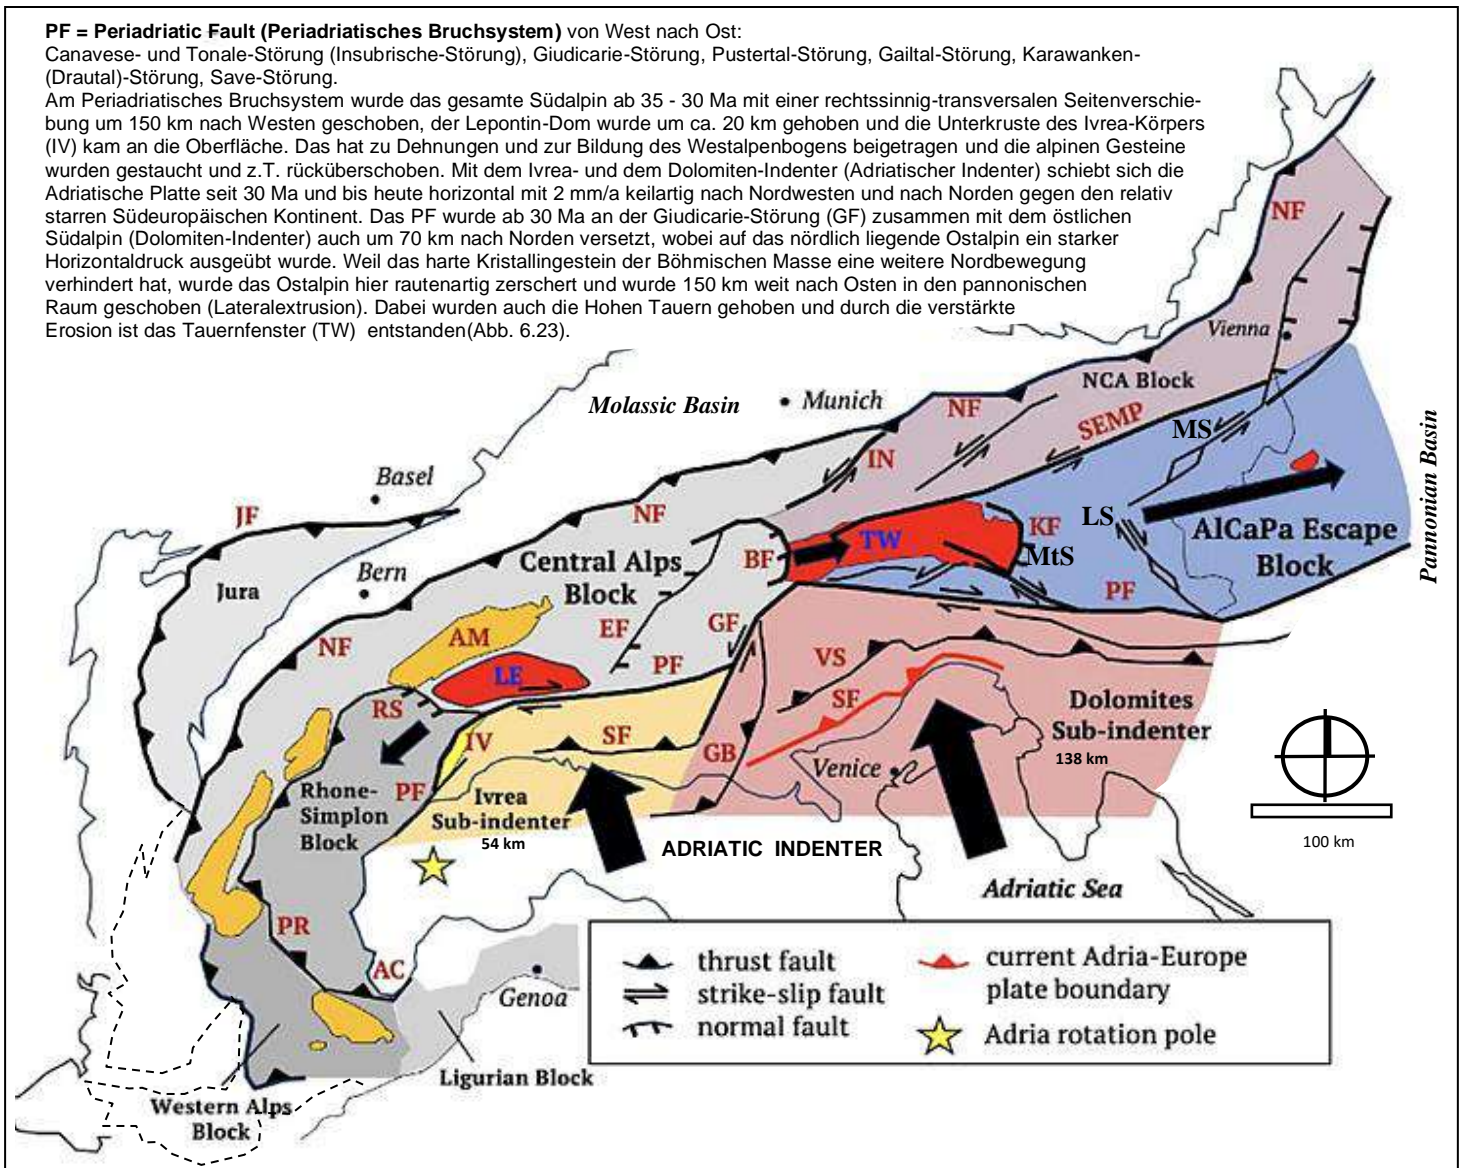 PF = Periadriatic Fault (Periadriatisches Bruchsystem) von West nach Ost:
Canavese- und Tonale-Störung (Insubrische-Störung), Giudicarie-Störung, Pustertal-Störung, Gailtal-Störung, Karawanken-
(Drautal)-Störung, Save-Störung.
Am Periadriatisches Bruchsystem wurde das gesamte Südalpin ab 35 - 30 Ma mit einer rechtssinnig-transversalen Seitenverschie-
bung um 150 km nach Westen geschoben, der Lepontin-Dom wurde um ca. 20 km gehoben und die Unterkruste des Ivrea-Körpers
(IV) kam an die Oberfläche. Das hat zu Dehnungen und zur Bildung des Westalpenbogens beigetragen und die alpinen Gesteine
wurden gestaucht und z.T. rücküberschoben. Mit dem Ivrea- und dem Dolomiten-Indenter (Adriatischer Indenter) schiebt sich die
Adriatische Platte seit 30 Ma und bis heute horizontal mit 2 mm/a keilartig nach Nordwesten und nach Norden gegen den relativ
starren Südeuropäischen Kontinent. Das PF wurde ab 30 Ma an der Giudicarie-Störung (GF) zusammen mit dem östlichen
Südalpin (Dolomiten-Indenter) auch um 70 km nach Norden versetzt, wobei auf das nördlich liegende Ostalpin ein starker
Horizontaldruck ausgeübt wurde. Weil das harte Kristallingestein der Böhmischen Masse eine weitere Nordbewegung
verhindert hat, wurde das Ostalpin hier rautenartig zerschert und wurde 150 km weit nach Osten in den pannonischen
Raum geschoben (Lateralextrusion). Dabei wurden auch die Hohen Tauern gehoben und durch die verstärkte
Erosion ist das Tauernfenster (TW) entstanden(Abb. 6.23).
NF
Vienna
NCA Block
Molassic Basin
Munich
NF
SEMP
MS
IN
Basel
JF
NF
Pannonian Basin
LS
AlCaPa Escape
Block
KF
MtS
TW
BF
Central Alps
Block
Bern
Jura
PF
EF
GF
AM
NF
PF
VS
LE
RS
SF
Dolomites
Sub-indenter
138 km
IV
SF
GB
Venice
PF
Rhone-
Simplon
Block
Ivrea
Sub-indenter
54 km
ADRIATIC INDENTER
100 km
Adriatic Sea
PR
AC
Genoa
thrust fault
strike-slip fault
normal fault
current Adria-Europe
plate boundary
Adria rotation pole
Ligurian Block
Western Alps
Block